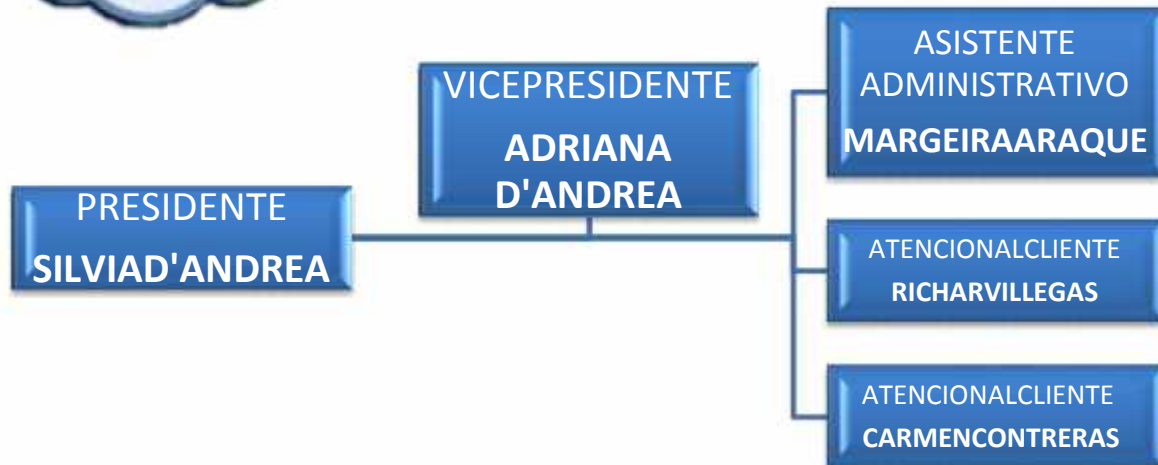 PRESIDENTE
SILVIAD'ANDREA
VICEPRESIDENTE
ADRIANA
D'ANDREA
ASISTENTE
ADMINISTRATIVO
MARGEIRAARAQUE
ATENCIONALCLIENTE
RICHARVILLEGAS
ATENCIONALCLIENTE
CARMENCONTRERAS